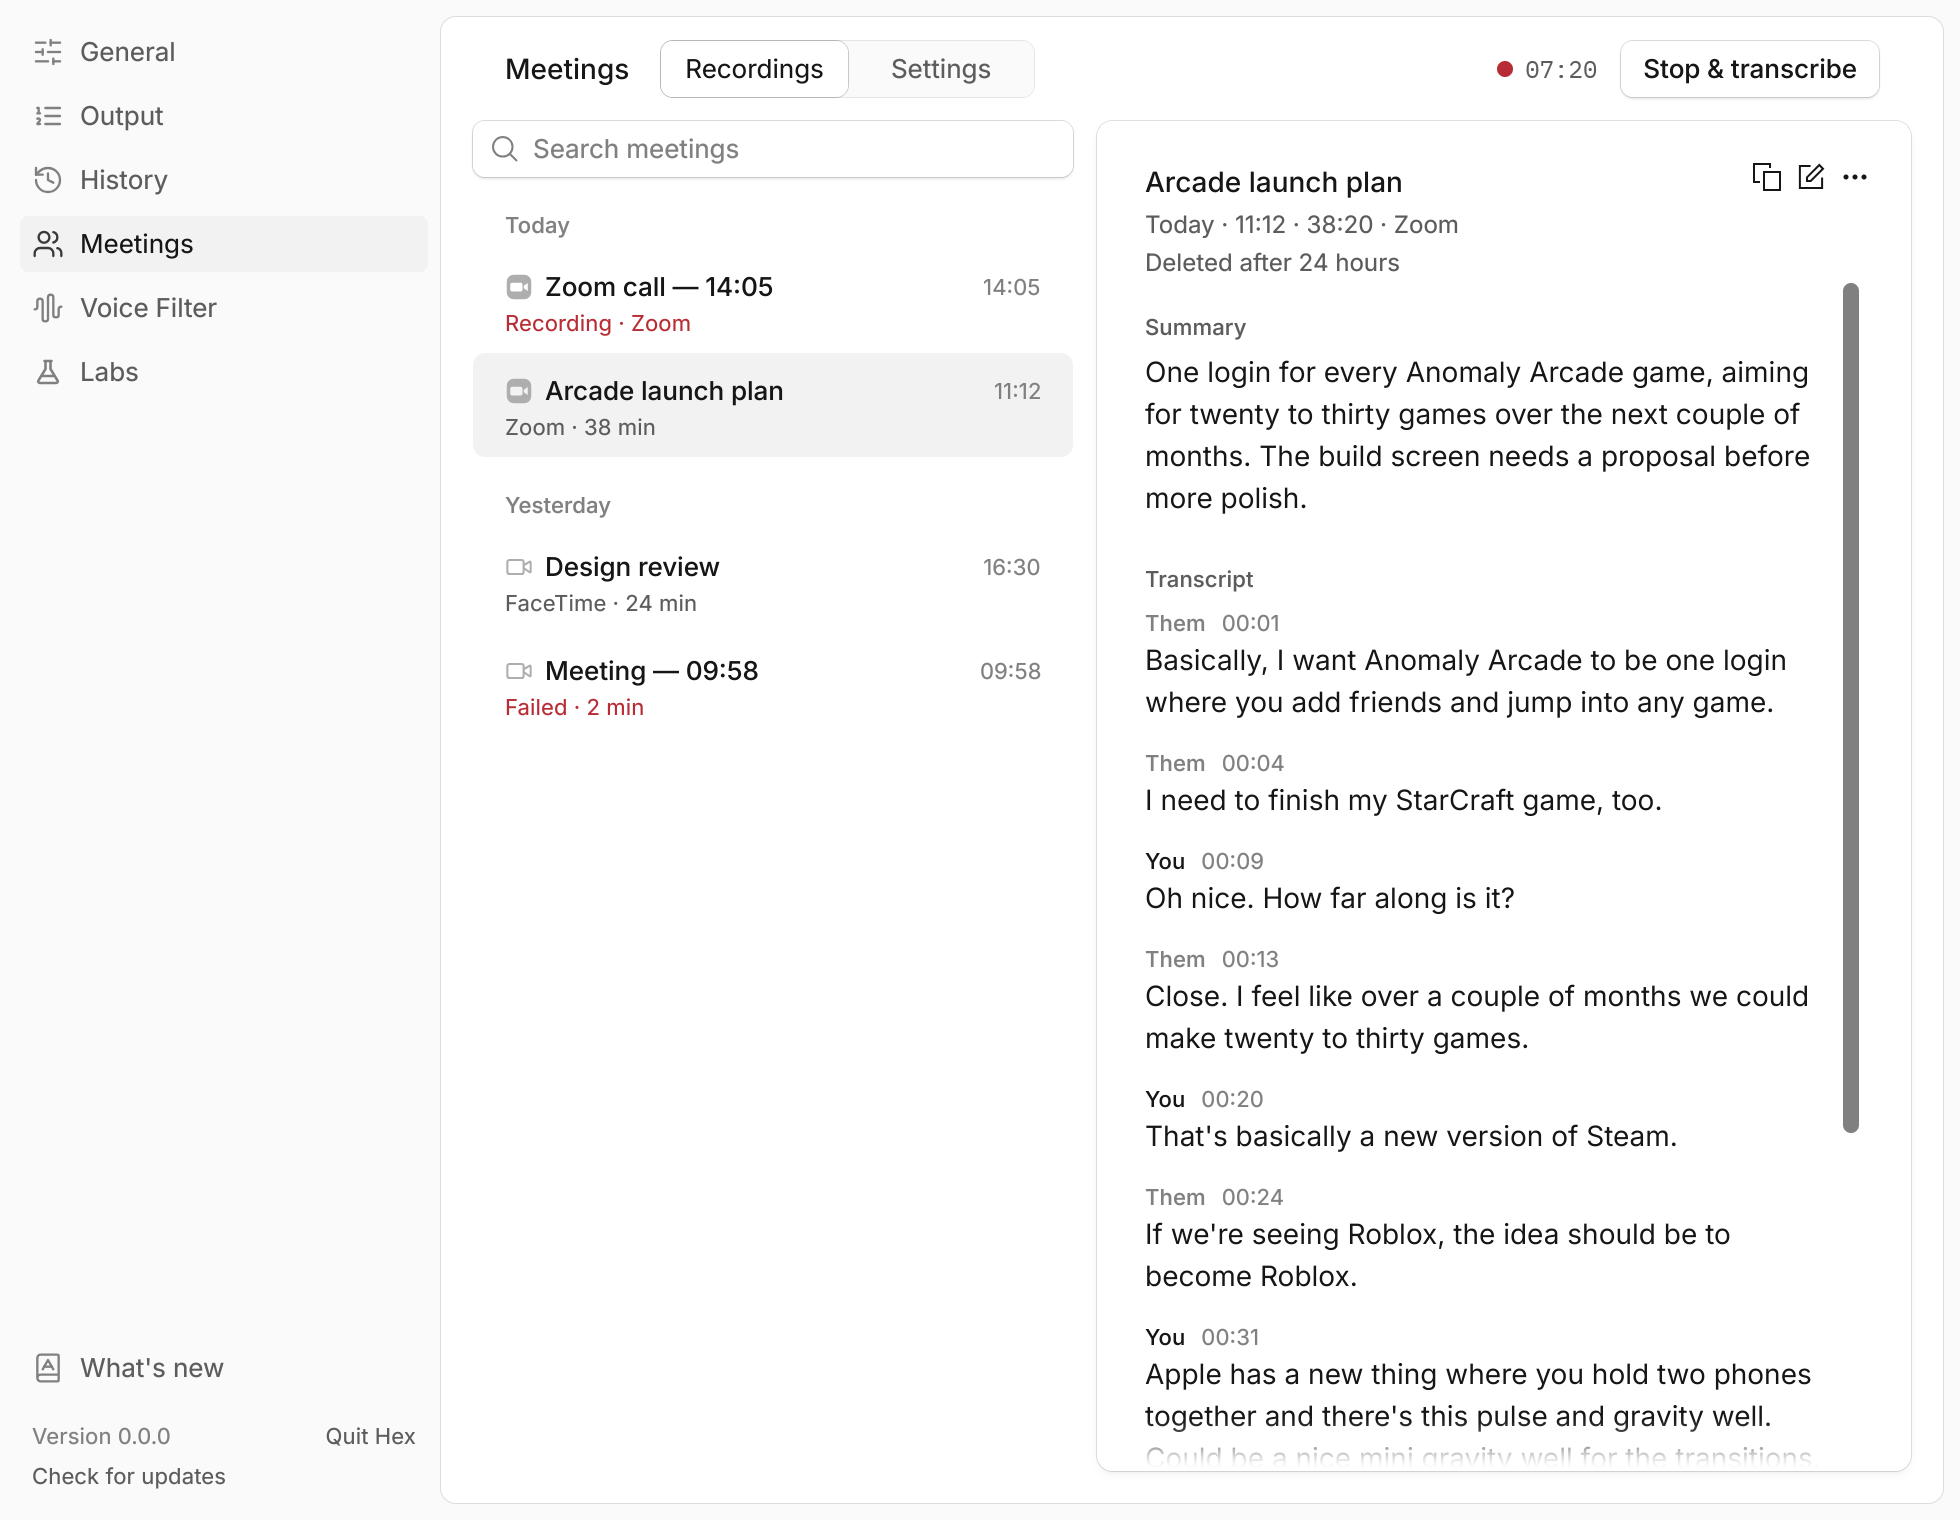 General
Output
History
Meetings
Voice Filter
Labs
What's new
Version 0.0.0
Quit Hex
Check for updates
Meetings
Recordings
Settings
07:20
Stop & transcribe
Search meetings
Today
Zoom call — 14:05
14:05
Recording · Zoom
Arcade launch plan
11:12
Zoom · 38 min
Yesterday
Design review
16:30
FaceTime · 24 min
Meeting — 09:58
09:58
Failed · 2 min
Arcade launch plan
Today · 11:12 · 38:20 · Zoom
Deleted after 24 hours
Summary
One login for every Anomaly Arcade game, aiming
for twenty to thirty games over the next couple of
months. The build screen needs a proposal before
more polish.
Transcript
Them 00:01
Basically, I want Anomaly Arcade to be one login
where you add friends and jump into any game.
Them 00:04
I need to finish my StarCraft game, too.
You 00:09
Oh nice. How far along is it?
Them 00:13
Close. I feel like over a couple of months we could
make twenty to thirty games.
You 00:20
That's basically a new version of Steam.
Them 00:24
If we're seeing Roblox, the idea should be to
become Roblox.
You 00:31
Apple has a new thing where you hold two phones
together and there's this pulse and gravity well.
Could be a nice mini gravity well for the transitions